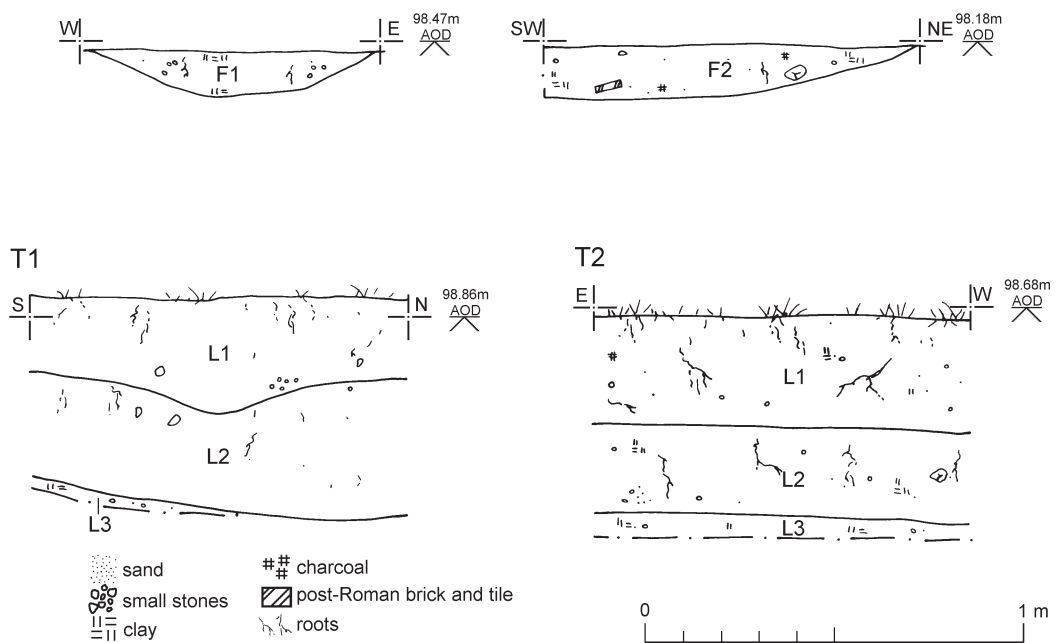 W
E
98.47m
AOD
F1
SW
NE
98.18m
AOD
F2
T1
S
N
98.86m
AOD
L1
L2
L3
T2
E
W
98.68m
AOD
L1
L2
L3
sand
small stones
clay
charcoal
post-Roman brick and tile
roots
0
1 m